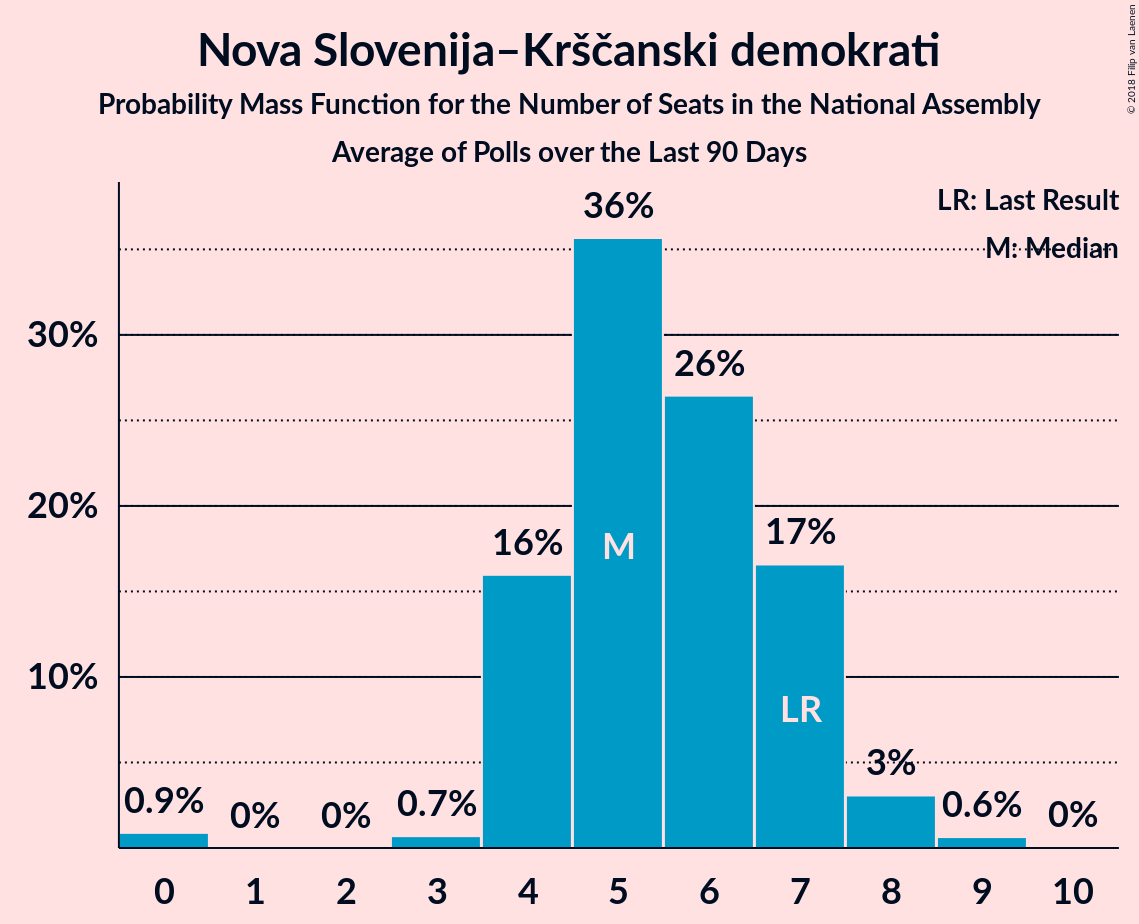 Nova Slovenija–Krščanski demokrati
Probability Mass Function for the Number of Seats in the National Assembly
Average of Polls over the Last 90 Days
© 2018 Filip van Laenen
LR: Last Result
M: Median
30%
20%
10%
0.9%
0%
0%
0.7%
16%
36%
26%
17%
3%
0.6%
0%
M
LR
0 1 2 3 4 5 6 7 8 9 10